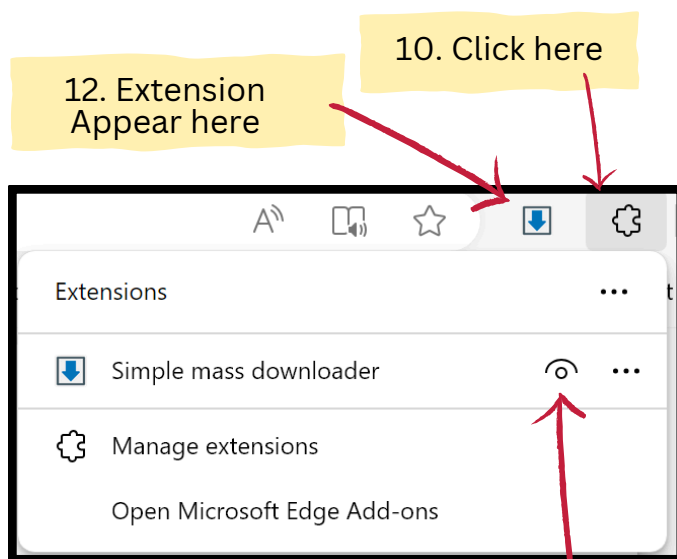 10. Click here
12. Extension
Appear here
A
Extensions
t
Simple mass downloader
Manage extensions
Open Microsoft Edge Add-ons